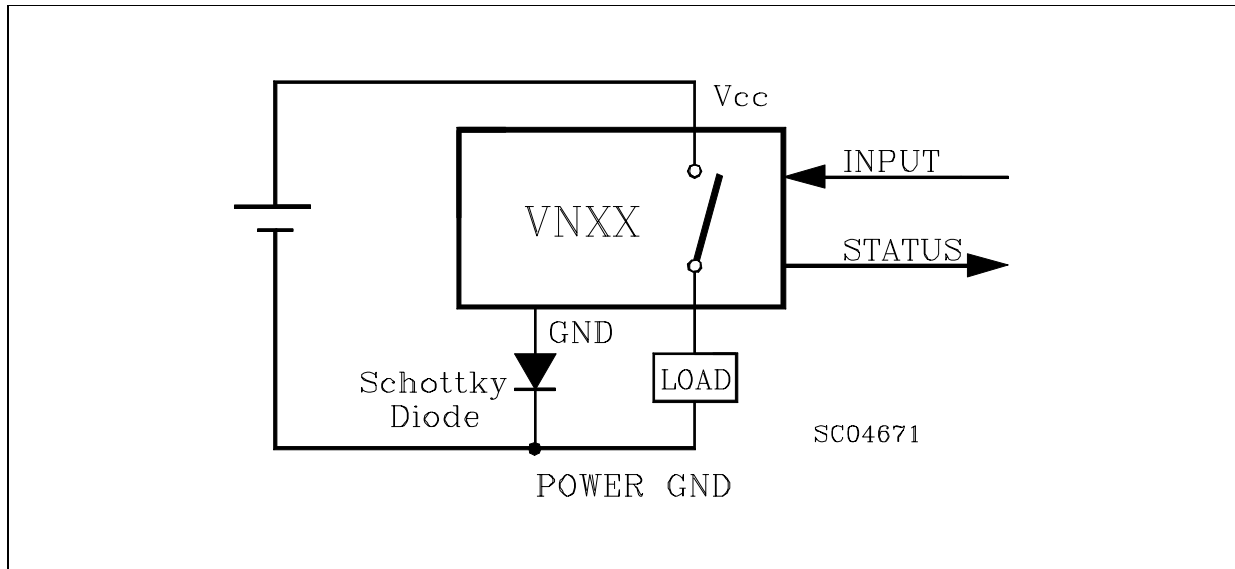 Vcc
INPUT
VNXX
STATUS
GND
Schottky
Diode
LOAD
SC04671
POWER GND